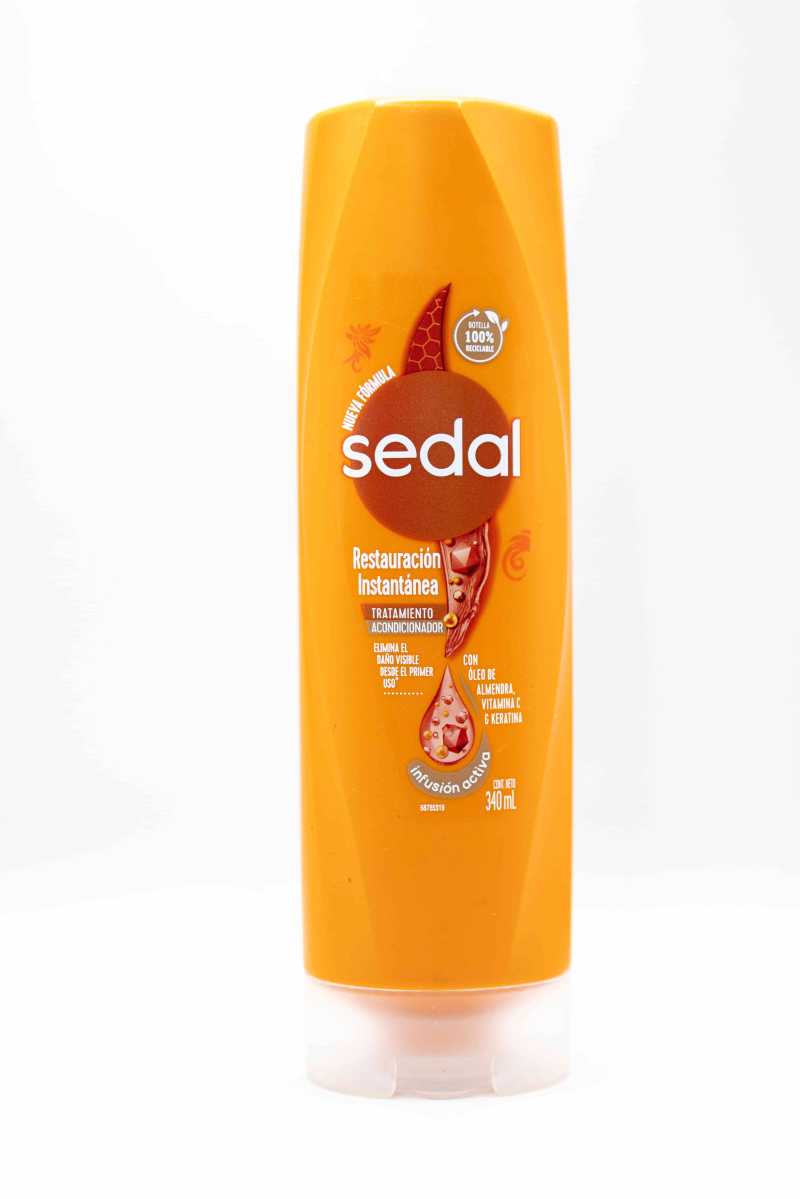 BOTELLA
100%
RECICLABLE
NUEVA FÓRMULA
sedal
Restauración
Instantánea
TRATAMIENTO
ACONDICIONADOR
ELIMINA EL
DAÑO VISIBLE
DESDE EL PRIMER
USO*
CON
ÓLEO DE
ALMENDRA,
VITAMINA C
& KERATINA
infusión activa
CONT. NETO
340 mL